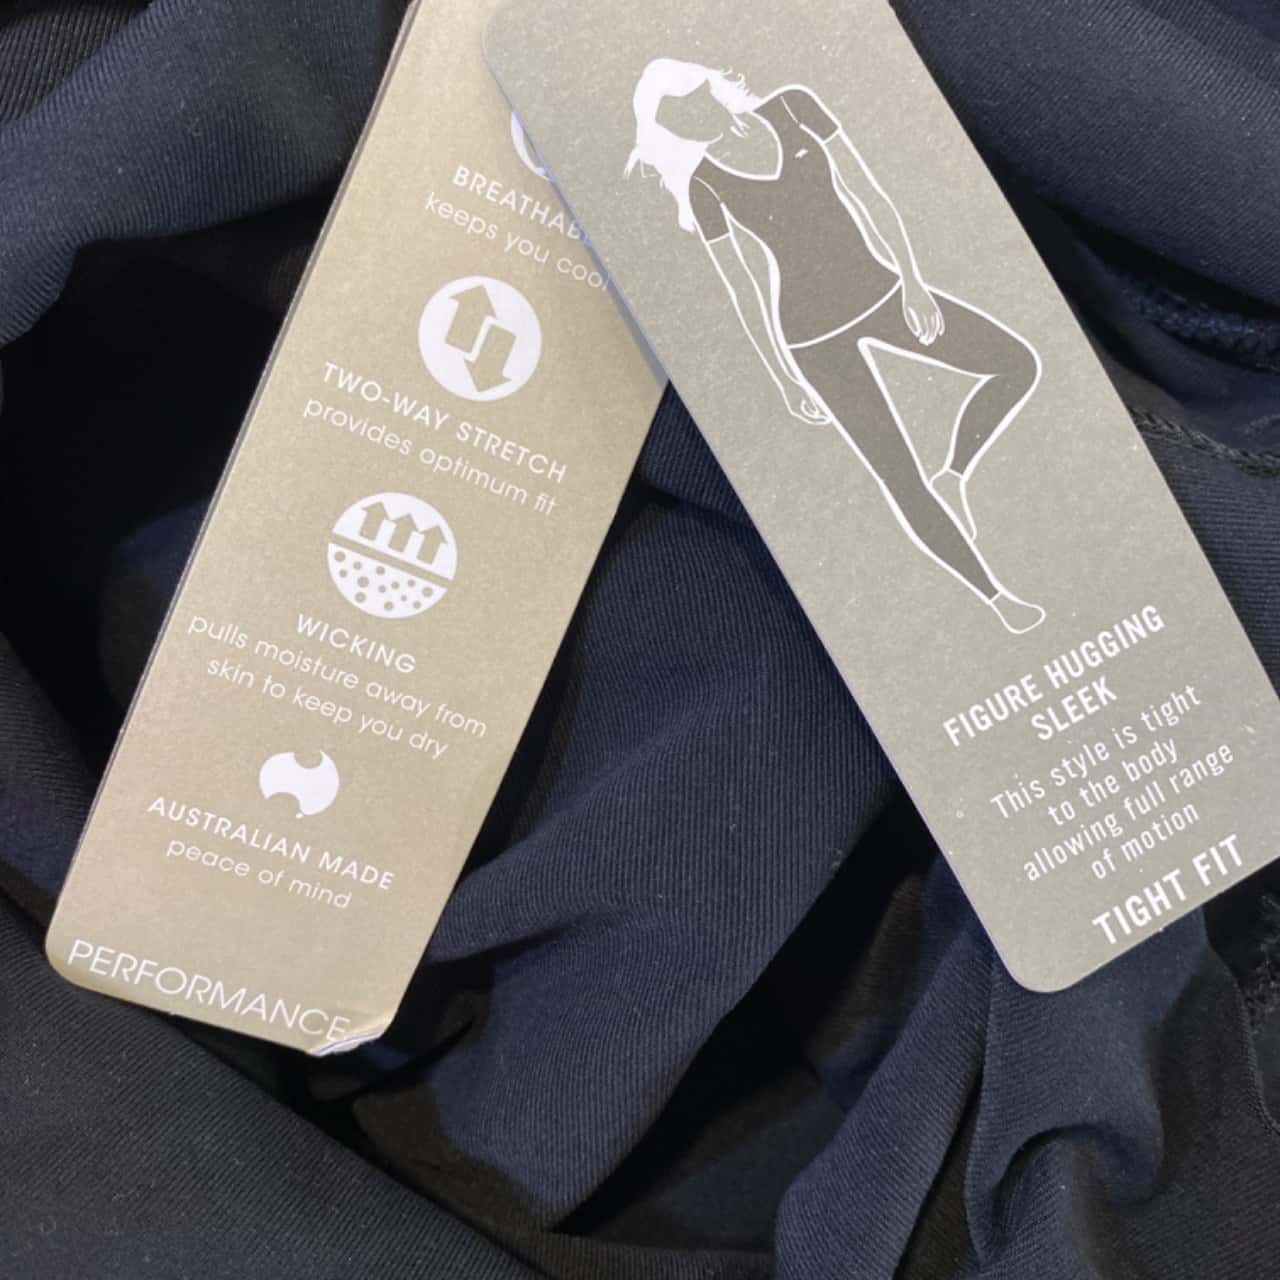 BREATHAB
keeps you cool
TWO-WAY STRETCH
provides optimum fit
WICKING
pulls moisture away from
skin to keep you dry
AUSTRALIAN MADE
peace of mind
PERFORMANCE
FIGURE HUGGING
SLEEK
This style is tight
to the body
allowing full range
of motion
TIGHT FIT